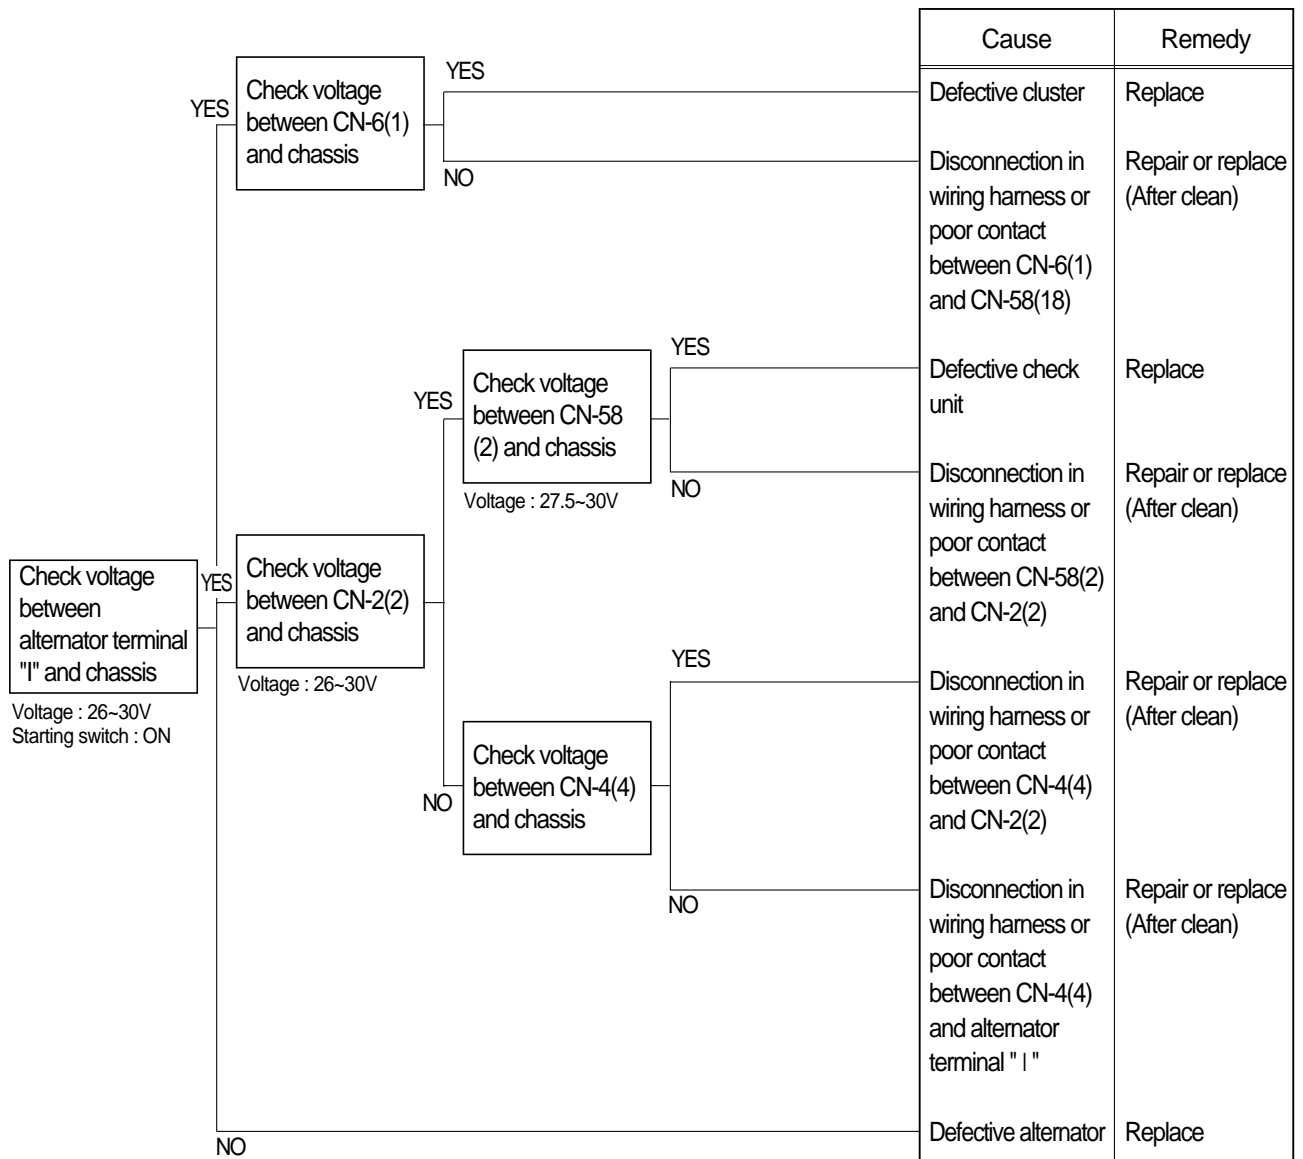 Cause
Remedy
YES
Check voltage
between CN-6(1)
and chassis
YES
NO
Defective cluster
Replace
Disconnection in
wiring harness or
poor contact
between CN-6(1)
and CN-58(18)
Repair or replace
(After clean)
YES
Check voltage
between CN-58
(2) and chassis
Voltage : 27.5~30V
YES
NO
Defective check
unit
Replace
Disconnection in
wiring harness or
poor contact
between CN-58(2)
and CN-2(2)
Repair or replace
(After clean)
Check voltage
between
alternator terminal
"I" and chassis
Voltage : 26~30V
Starting switch : ON
YES
Check voltage
between CN-2(2)
and chassis
Voltage : 26~30V
NO
Check voltage
between CN-4(4)
and chassis
YES
NO
Disconnection in
wiring harness or
poor contact
between CN-4(4)
and CN-2(2)
Repair or replace
(After clean)
Disconnection in
wiring harness or
poor contact
between CN-4(4)
and alternator
terminal " I "
Repair or replace
(After clean)
NO
Defective alternator
Replace